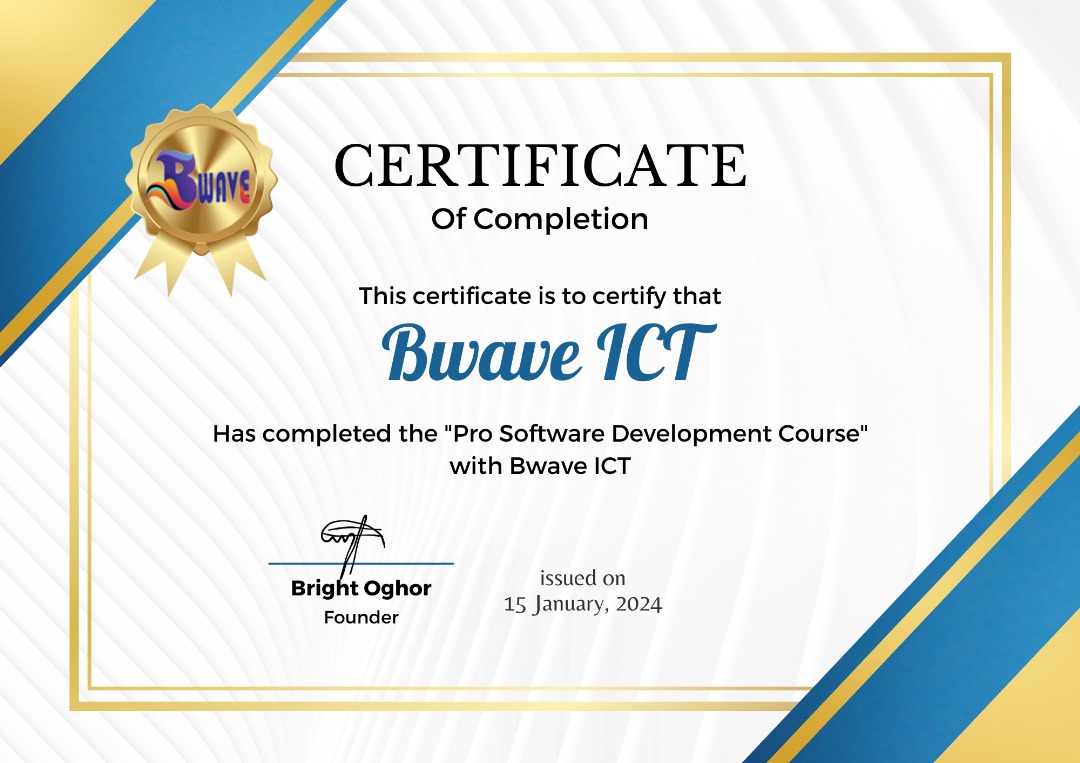 BWAVE
CERTIFICATE
Of Completion
This certificate is to certify that
Bwave ICT
Has completed the "Pro Software Development Course"
with Bwave ICT
Bright Oghor
Founder
issued on
15 January, 2024